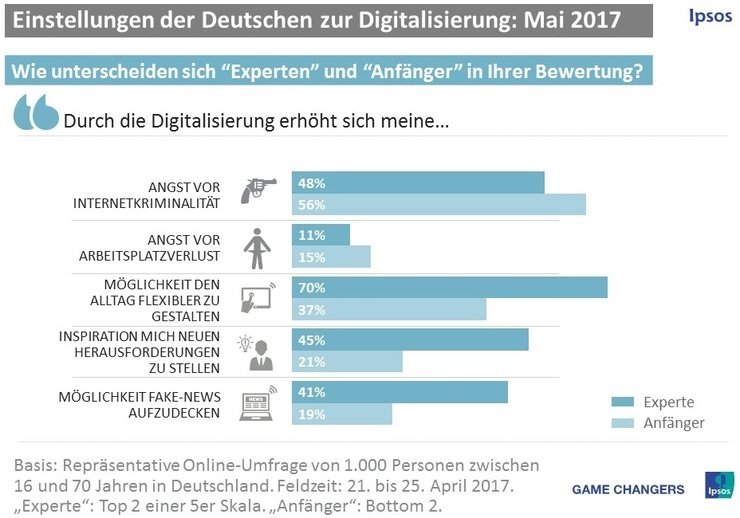 Einstellungen der Deutschen zur Digitalisierung: Mai 2017
Ipsos
Wie unterscheiden sich “Experten” und “Anfänger” in Ihrer Bewertung?
Durch die Digitalisierung erhöht sich meine...
ANGST VOR
INTERNETKRIMINALITÄT
48%
56%
ANGST VOR
ARBEITSPLATZVERLUST
11%
15%
MÖGLICHKEIT DEN
ALLTAG FLEXIBLER ZU
GESTALTEN
70%
37%
INSPIRATION MICH NEUEN
HERAUSFORDERUNGEN
ZU STELLEN
45%
21%
MÖGLICHKEIT FAKE-NEWS
AUFZUDECKEN
NEWS
41%
19%
Experte
Anfänger
Basis: Repräsentative Online-Umfrage von 1.000 Personen zwischen
16 und 70 Jahren in Deutschland. Feldzeit: 21. bis 25. April 2017.
„Experte“: Top 2 einer 5er Skala. „Anfänger“: Bottom 2.
GAME CHANGERS
Ipsos